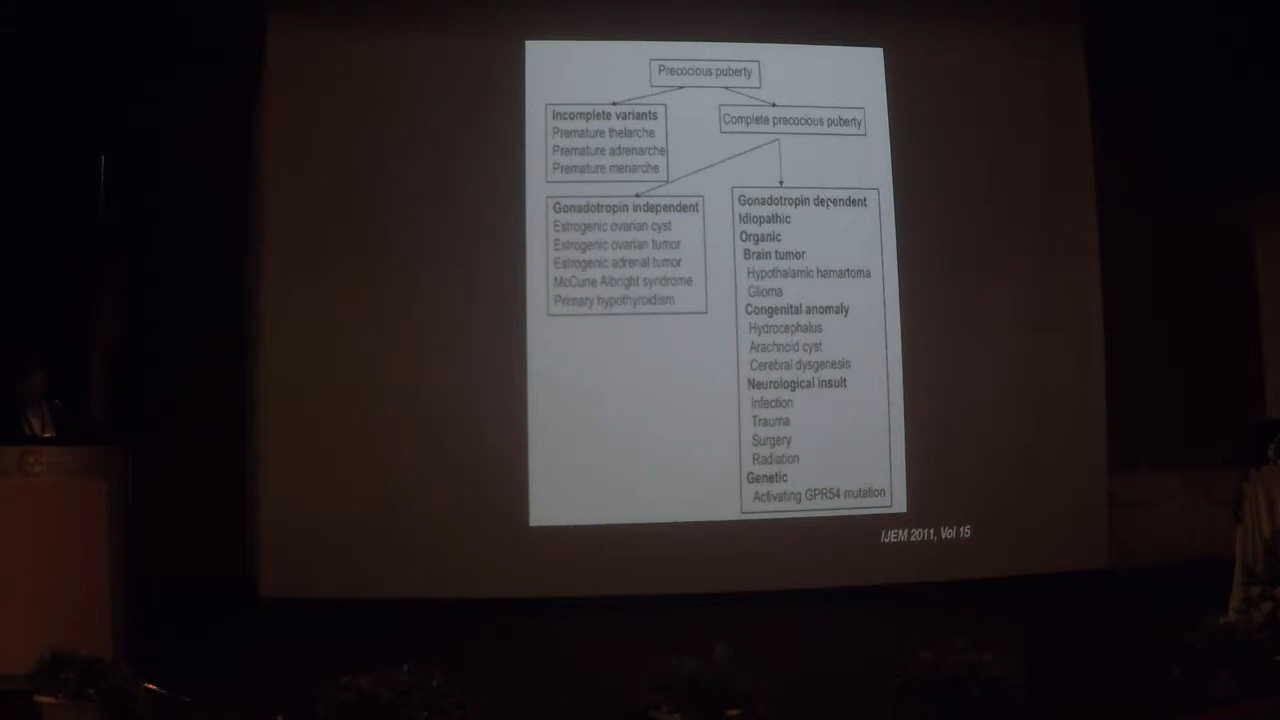 Precocious puberty
Incomplete variants
Premature thelarche
Premature adrenarche
Premature menarche
Complete precocious puberty
Gonadotropin independent
Estrogenic ovarian cyst
Estrogenic ovarian tumor
Estrogenic adrenal tumor
McCune Albright syndrome
Primary hypothyroidism
Gonadotropin dependent
Idiopathic
Organic
Brain tumor
Hypothalamic hamartoma
Glioma
Congenital anomaly
Hydrocephalus
Arachnoid cyst
Cerebral dysgenesis
Neurological insult
Infection
Trauma
Surgery
Radiation
Genetic
Activating GPR54 mutation
IJEM 2011, Vol 15